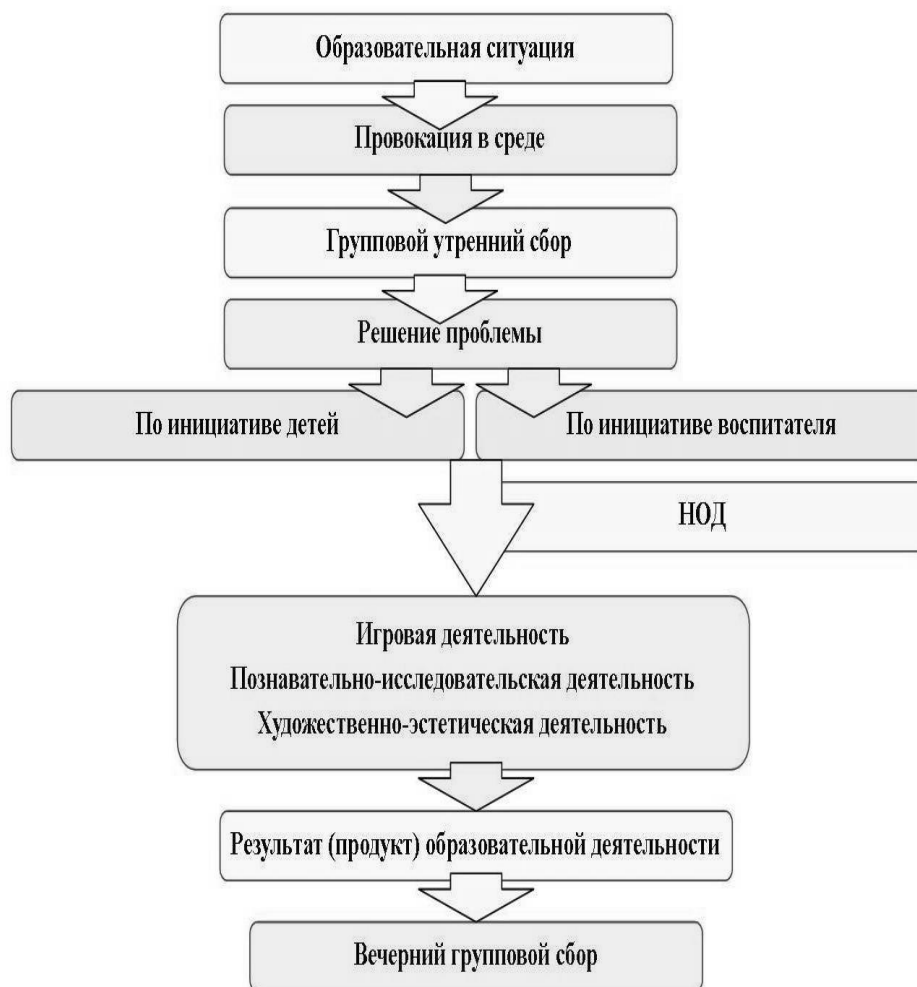 Образовательная ситуация
Провокация в среде
Групповой утренний сбор
Решение проблемы
По инициативе детей
По инициативе воспитателя
НОД
Игровая деятельность
Познавательно-исследовательская деятельность
Художественно-эстетическая деятельность
Результат (продукт) образовательной деятельности
Вечерний групповой сбор